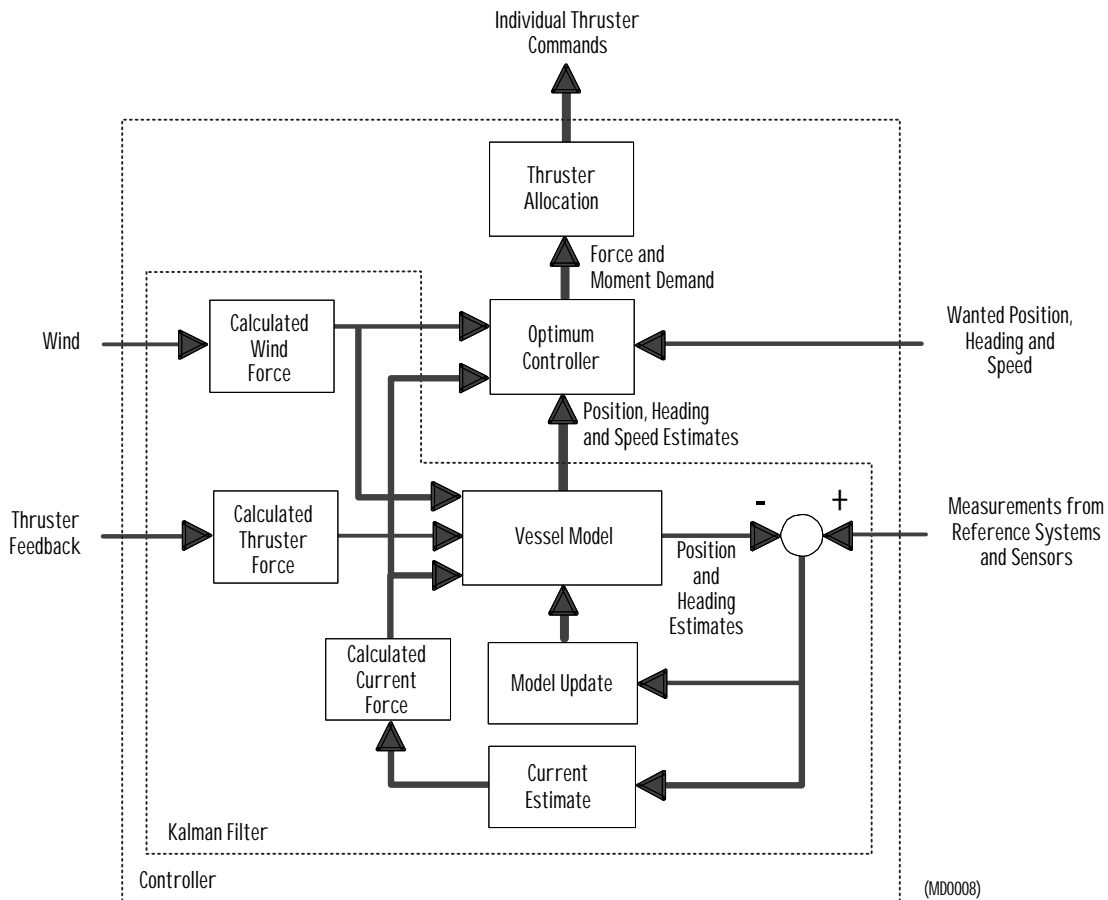 Individual Thruster
Commands
Thruster
Allocation
Force and
Moment Demand
Wind
Calculated
Wind
Force
Optimum
Controller
Wanted Position,
Heading and
Speed
Position, Heading
and Speed Estimates
Thruster
Feedback
Calculated
Thruster
Force
Vessel Model
-
+
Measurements from
Reference Systems
and Sensors
Position
and
Heading
Estimates
Calculated
Current
Force
Model Update
Current
Estimate
Kalman Filter
Controller
(MD0008)